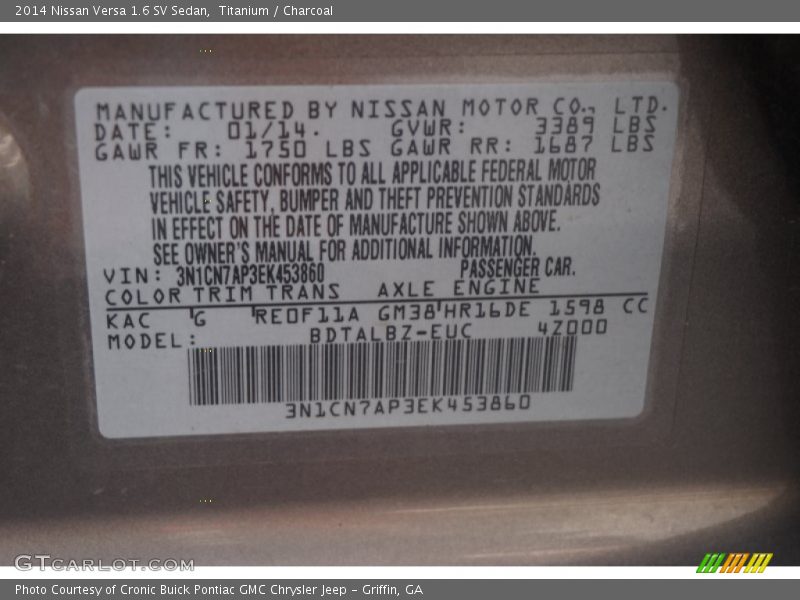 2014 Nissan Versa 1.6 SV Sedan, Titanium / Charcoal
MANUFACTURED BY NISSAN MOTOR CO., LTD.
DATE: 01/14. GVWR: 3389 LBS
GAWR FR: 1750 LBS GAWR RR: 1687 LBS
THIS VEHICLE CONFORMS TO ALL APPLICABLE FEDERAL MOTOR
VEHICLE SAFETY, BUMPER AND THEFT PREVENTION STANDARDS
IN EFFECT ON THE DATE OF MANUFACTURE SHOWN ABOVE.
SEE OWNER'S MANUAL FOR ADDITIONAL INFORMATION.
VIN: 3N1CN7AP3EK453860 PASSENGER CAR.
COLOR TRIM TRANS AXLE ENGINE
KAC G RE0F11A GM38 HR16DE 1598 CC
MODEL: BDTALBZ-EUC 4Z000
3N1CN7AP3EK453860
GTCARLOT.COM
Photo Courtesy of Cronic Buick Pontiac GMC Chrysler Jeep - Griffin, GA